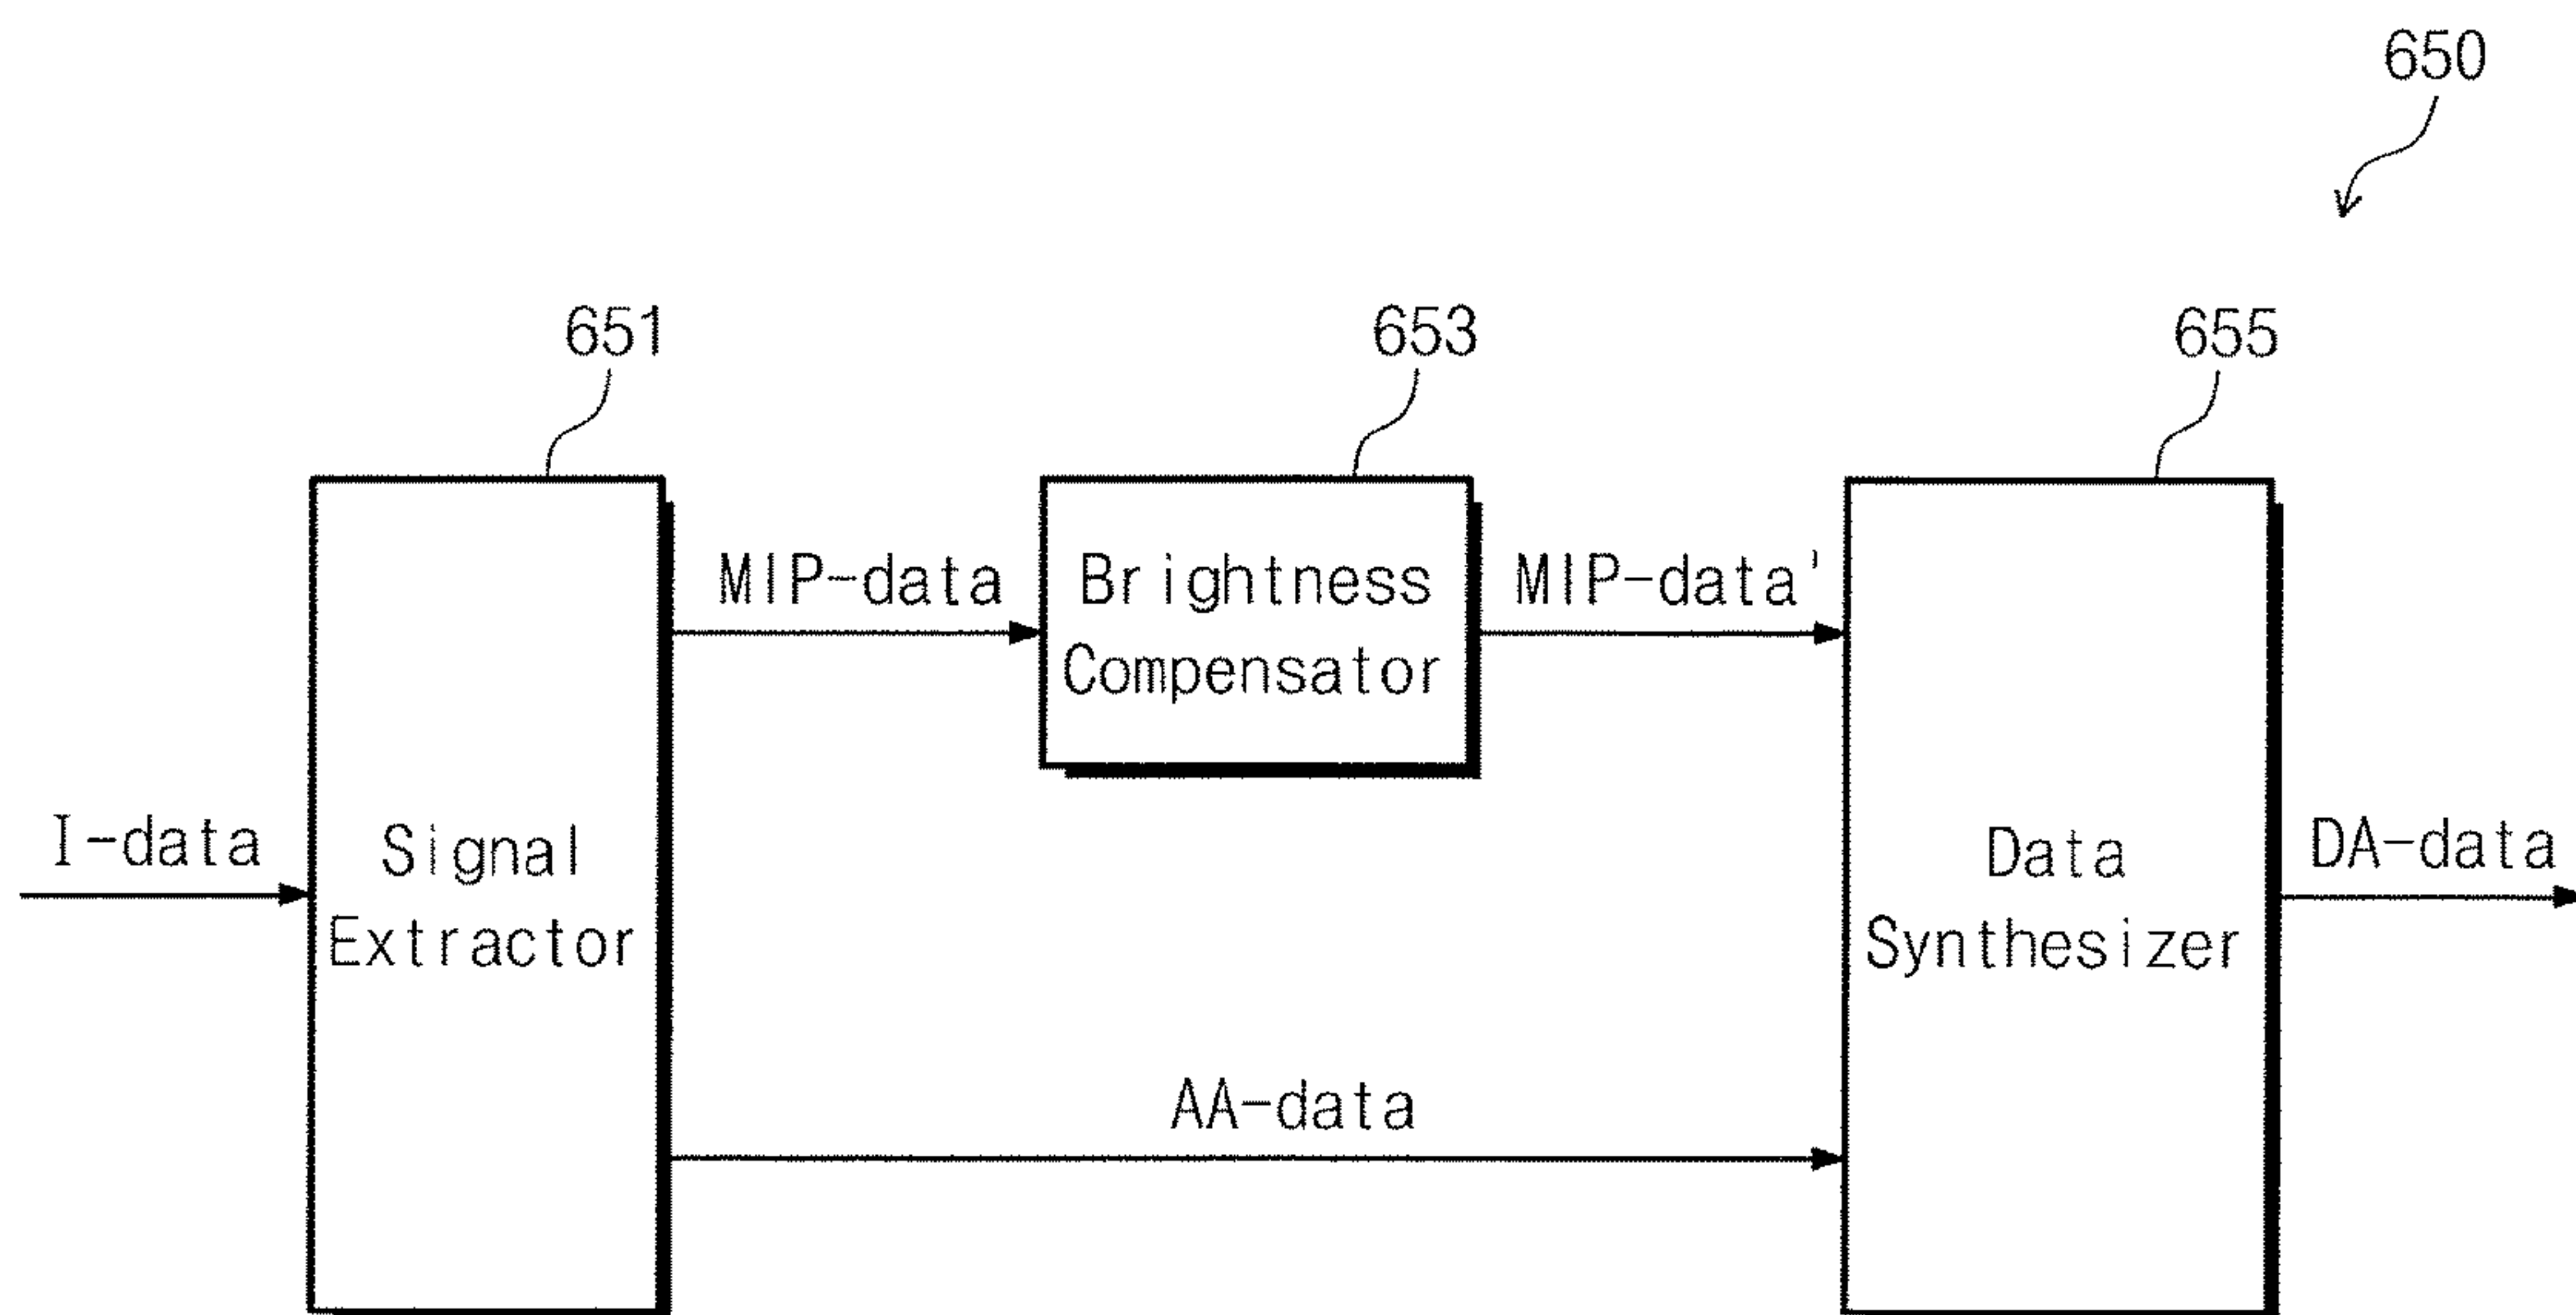 650
651
653
655
MIP-data
Brightness
Compensator
MIP-data'
I-data
Signal
Extractor
Data
Synthesizer
DA-data
AA-data